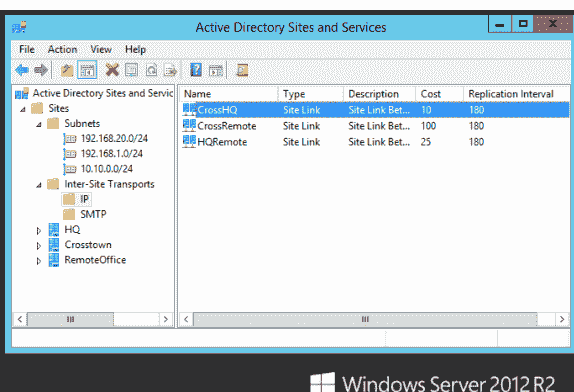 Active Directory Sites and Services
File Action View Help
Active Directory Sites and Servic
Name Type Description Cost Replication Interval
Sites
CrossHQ Site Link Site Link Bet... 10 180
Subnets
CrossRemote Site Link Site Link Bet... 100 180
192.168.20.0/24
HQRemote Site Link Site Link Bet... 25 180
192.168.1.0/24
10.10.0.0/24
Inter-Site Transports
IP
SMTP
HQ
Crosstown
RemoteOffice
Windows Server 2012 R2